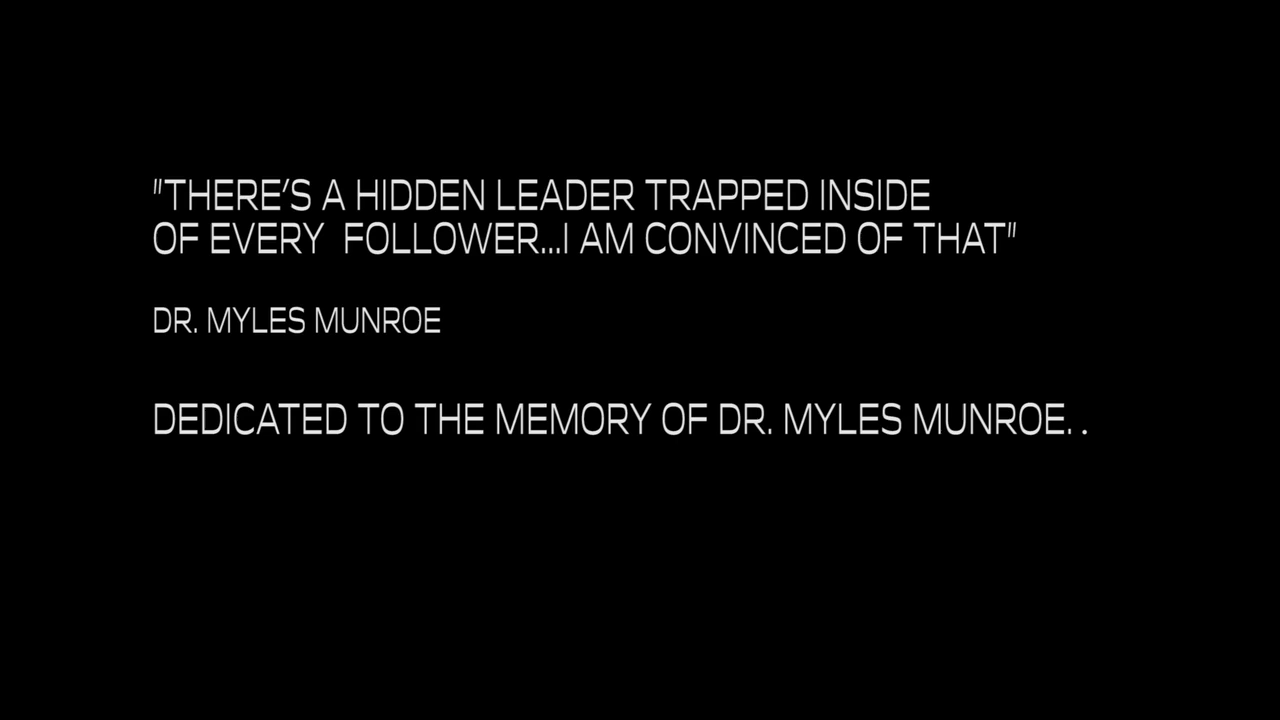 "THERE'S A HIDDEN LEADER TRAPPED INSIDE
OF EVERY  FOLLOWER...I AM CONVINCED OF THAT"
DR. MYLES MUNROE
DEDICATED TO THE MEMORY OF DR. MYLES MUNROE. .